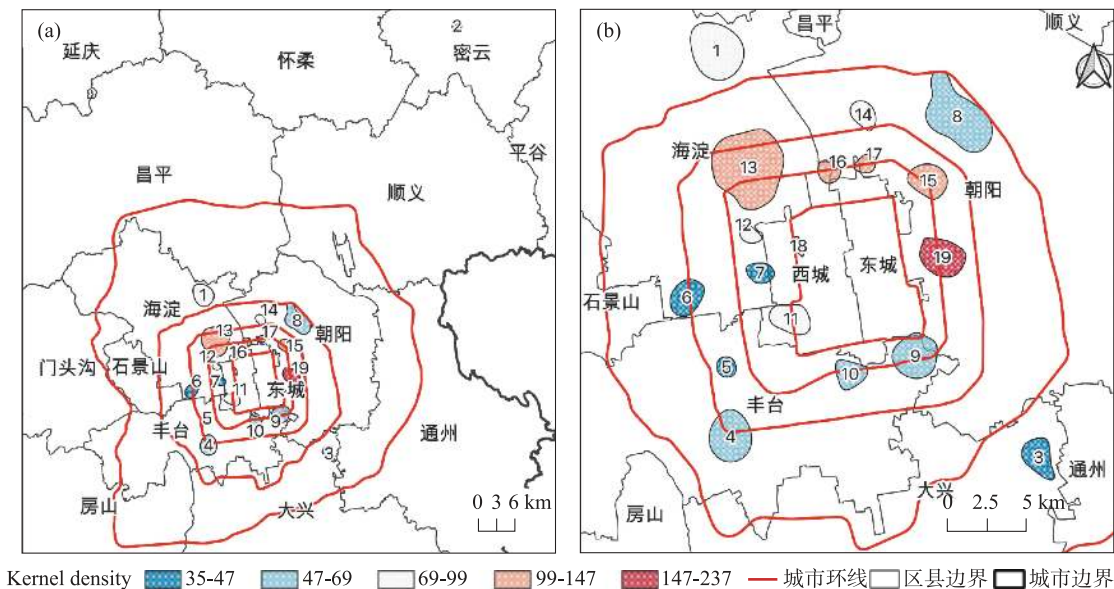 (a)
2
延庆
怀柔
密云
0
平谷
昌平
顺义
海淀
1
14
8
13
17
朝阳
门头沟
石景山
12
16
15
6
7
19
11
东城
5
9
丰台
10
4
3
通州
房山
大兴
0 3 6 km
(b)
昌平
顺义
1
8
14
海淀
13
16
17
15
朝阳
12
18
东城
19
7
西城
6
石景山
11
5
9
10
丰台
4
3
通州
大兴
房山
0 2.5 5 km
Kernel density 35-47 47-69 69-99 99-147 147-237 城市环线 区县边界 城市边界